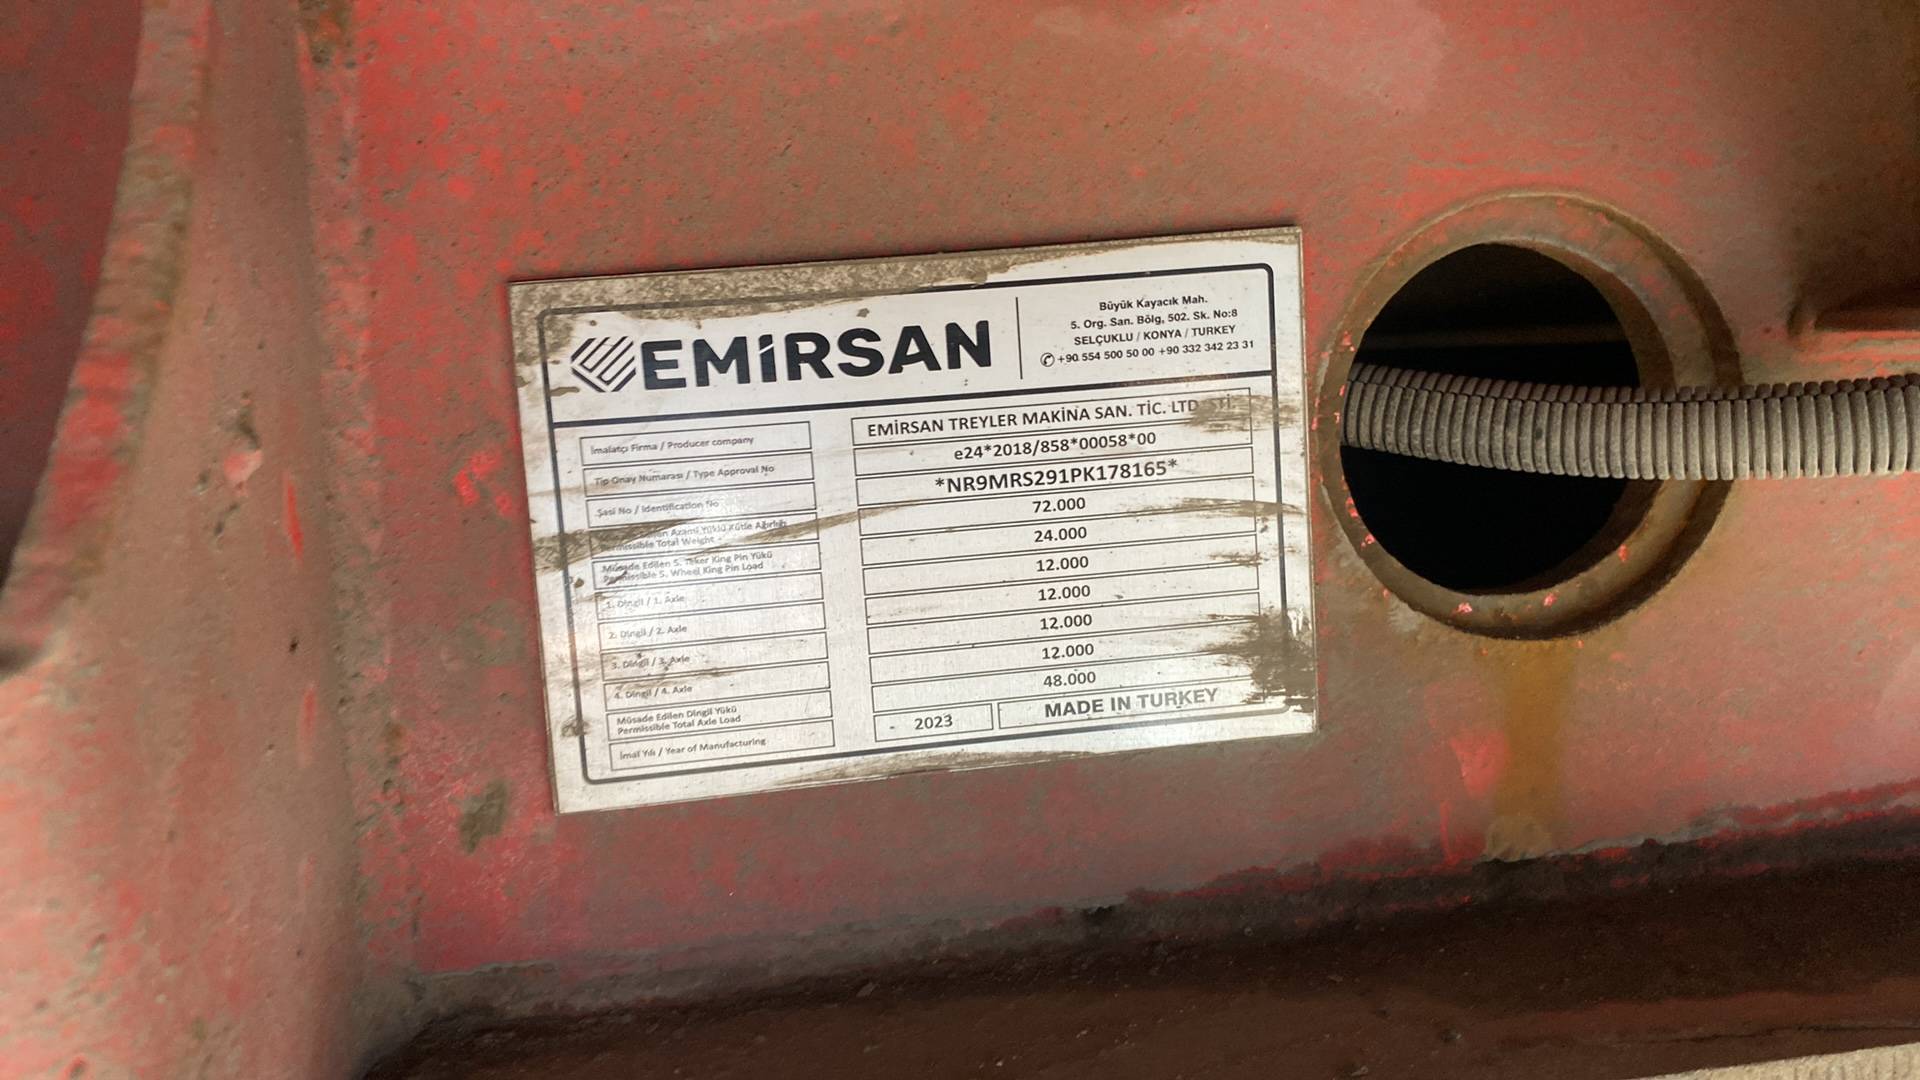 EMİRSAN
Büyük Kayacık Mah.
5. Org. San. Bölg, 502. Sk. No:8
SELÇUKLU / KONYA / TURKEY
+90 554 500 50 00 +90 332 342 23 31
İmalatçı Firma / Producer company
EMİRSAN TREYLER MAKİNA SAN. TİC. LTD. ŞTİ.
Tip Onay Numarası / Type Approval No
e24*2018/858*00058*00
Şasi No / Identification No
*NR9MRS291PK178165*
Azami Yüklü Kütle Ağırlığı
Permissible Total Weight
72.000
Müsade Edilen 5. Teker King Pin Yükü
Permissible 5. Wheel King Pin Load
24.000
1. Dingil / 1. Axle
12.000
2. Dingil / 2. Axle
12.000
3. Dingil / 3. Axle
12.000
4. Dingil / 4. Axle
12.000
Müsade Edilen Dingil Yükü
Permissible Total Axle Load
48.000
İmal Yılı / Year of Manufacturing
- 2023
MADE IN TURKEY